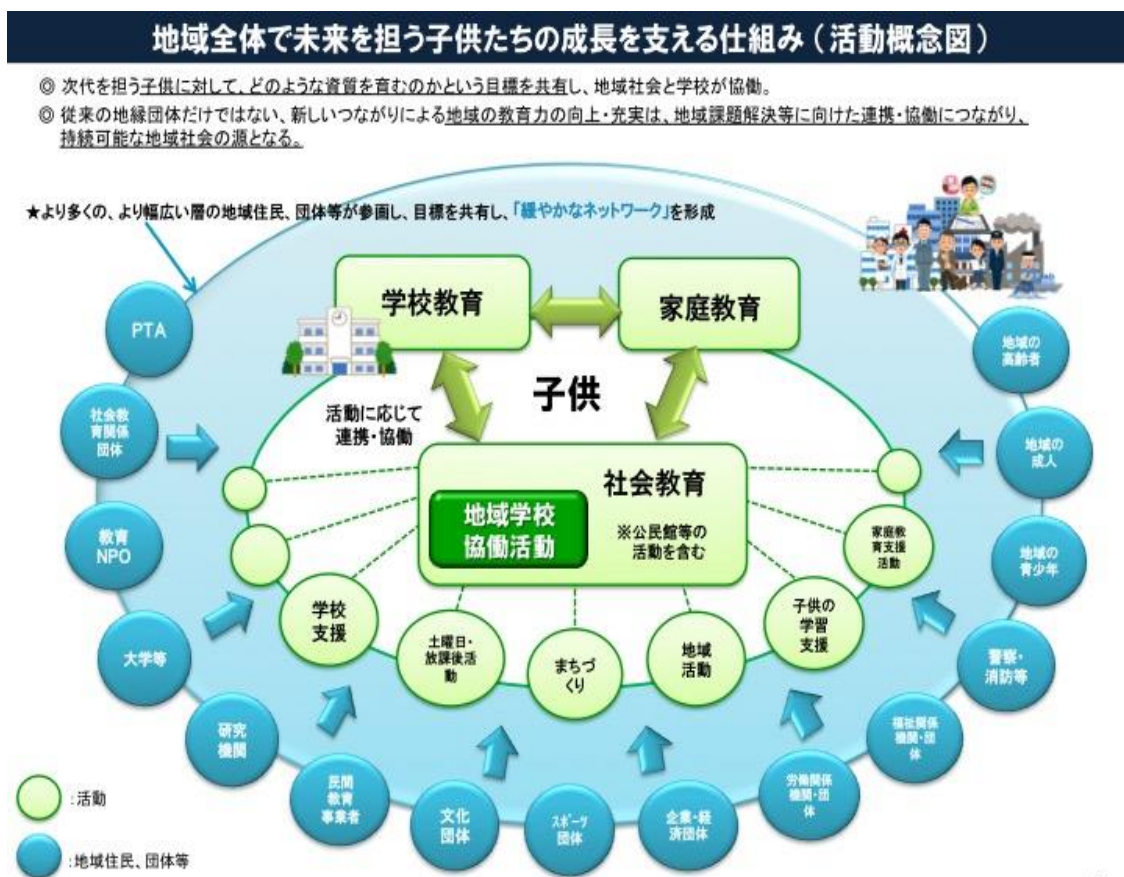 地域全体で未来を担う子供たちの成長を支える仕組み(活動概念図)
◎ 次代を担う子供に対して、どのような資質を育むのかという目標を共有し、地域社会と学校が協働。
◎ 従来の地縁団体だけではない、新しいつながりによる地域の教育力の向上・充実は、地域課題解決等に向けた連携・協働につながり、
持続可能な地域社会の源となる。
★より多くの、より幅広い層の地域住民、団体等が参画し、目標を共有し、「緩やかなネットワーク」を形成
学校教育
家庭教育
子供
活動に応じて
連携・協働
社会教育
※公民館等の
活動を含む
地域学校
協働活動
学校
支援
土曜日・
放課後活
動
まちづ
くり
地域
活動
子供の
学習
支援
家庭教
育支援
活動
PTA
社会教
育関係
団体
教育
NPO
大学等
研究
機関
民間
教育
事業者
文化
団体
スポーツ
団体
企業・経
済団体
労働関係
機関・団
体
福祉関係
機関・団
体
警察・
消防等
地域の
青少年
地域の
成人
地域の
高齢者
:活動
:地域住民、団体等